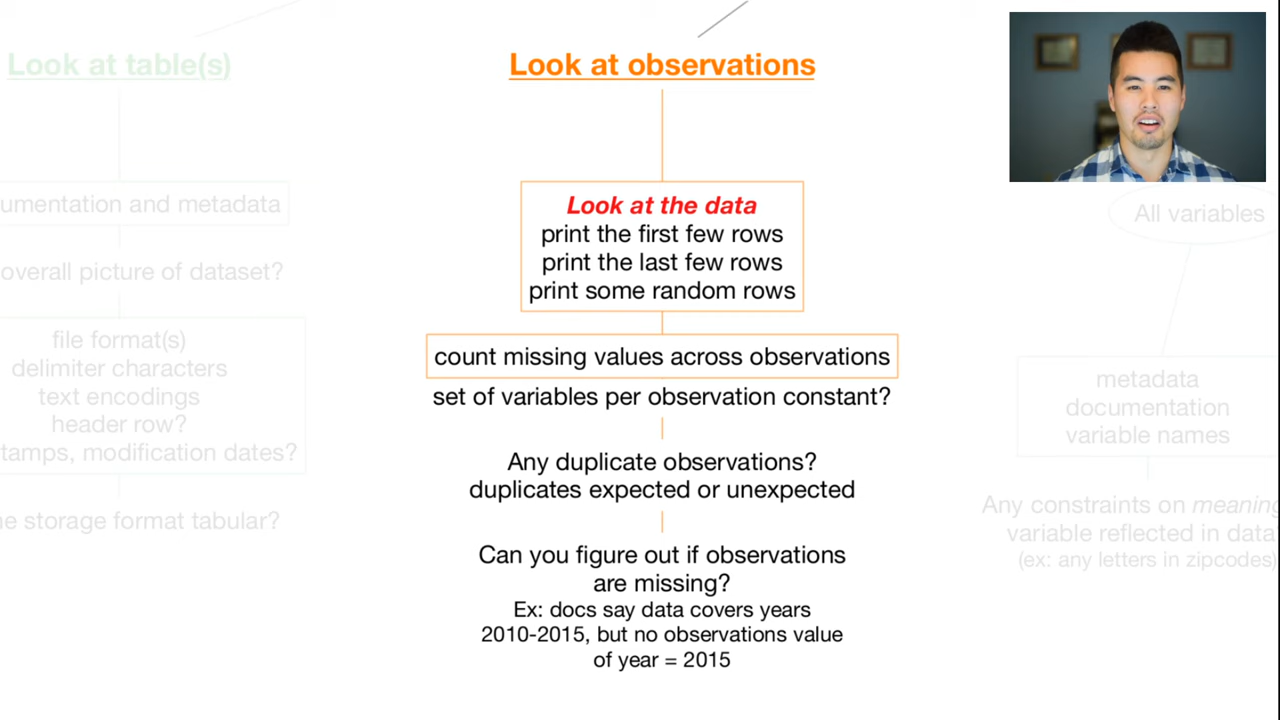 Look at table(s)
umentation and metadata
overall picture of dataset?
file format(s)
delimiter characters
text encodings
header row?
tamps, modification dates?
e storage format tabular?
Look at observations
Look at the data
print the first few rows
print the last few rows
print some random rows
count missing values across observations
set of variables per observation constant?
Any duplicate observations?
duplicates expected or unexpected
Can you figure out if observations
are missing?
Ex: docs say data covers years
2010-2015, but no observations value
of year = 2015
All variables
metadata
documentation
variable names
Any constraints on meaning
variable reflected in data
(ex: any letters in zipcodes)